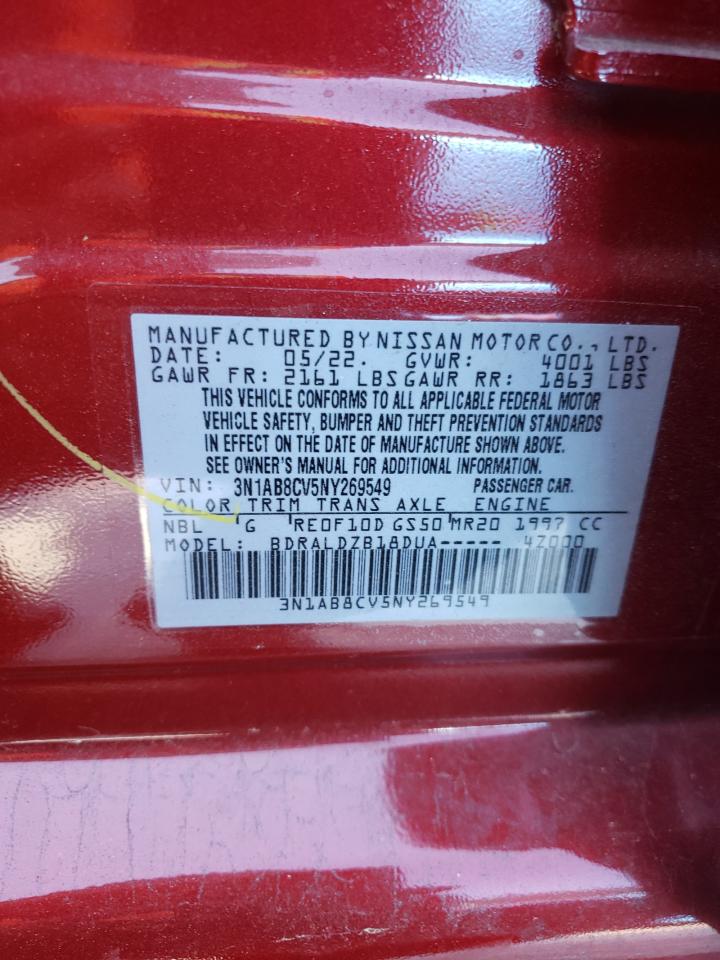 MANUFACTURED BY NISSAN MOTOR CO., LTD.
DATE: 05/22. GVWR: 4001 LBS
GAWR FR: 2161 LBS GAWR RR: 1863 LBS
THIS VEHICLE CONFORMS TO ALL APPLICABLE FEDERAL MOTOR
VEHICLE SAFETY, BUMPER AND THEFT PREVENTION STANDARDS
IN EFFECT ON THE DATE OF MANUFACTURE SHOWN ABOVE.
SEE OWNER'S MANUAL FOR ADDITIONAL INFORMATION.
VIN: 3N1AB8CV5NY269549 PASSENGER CAR.
COLOR TRIM TRANS AXLE ENGINE
NBL G RE0F10D GS50 MR20 1997 CC
MODEL: BDRALDZB18DUA----- 4Z000
3N1AB8CV5NY269549